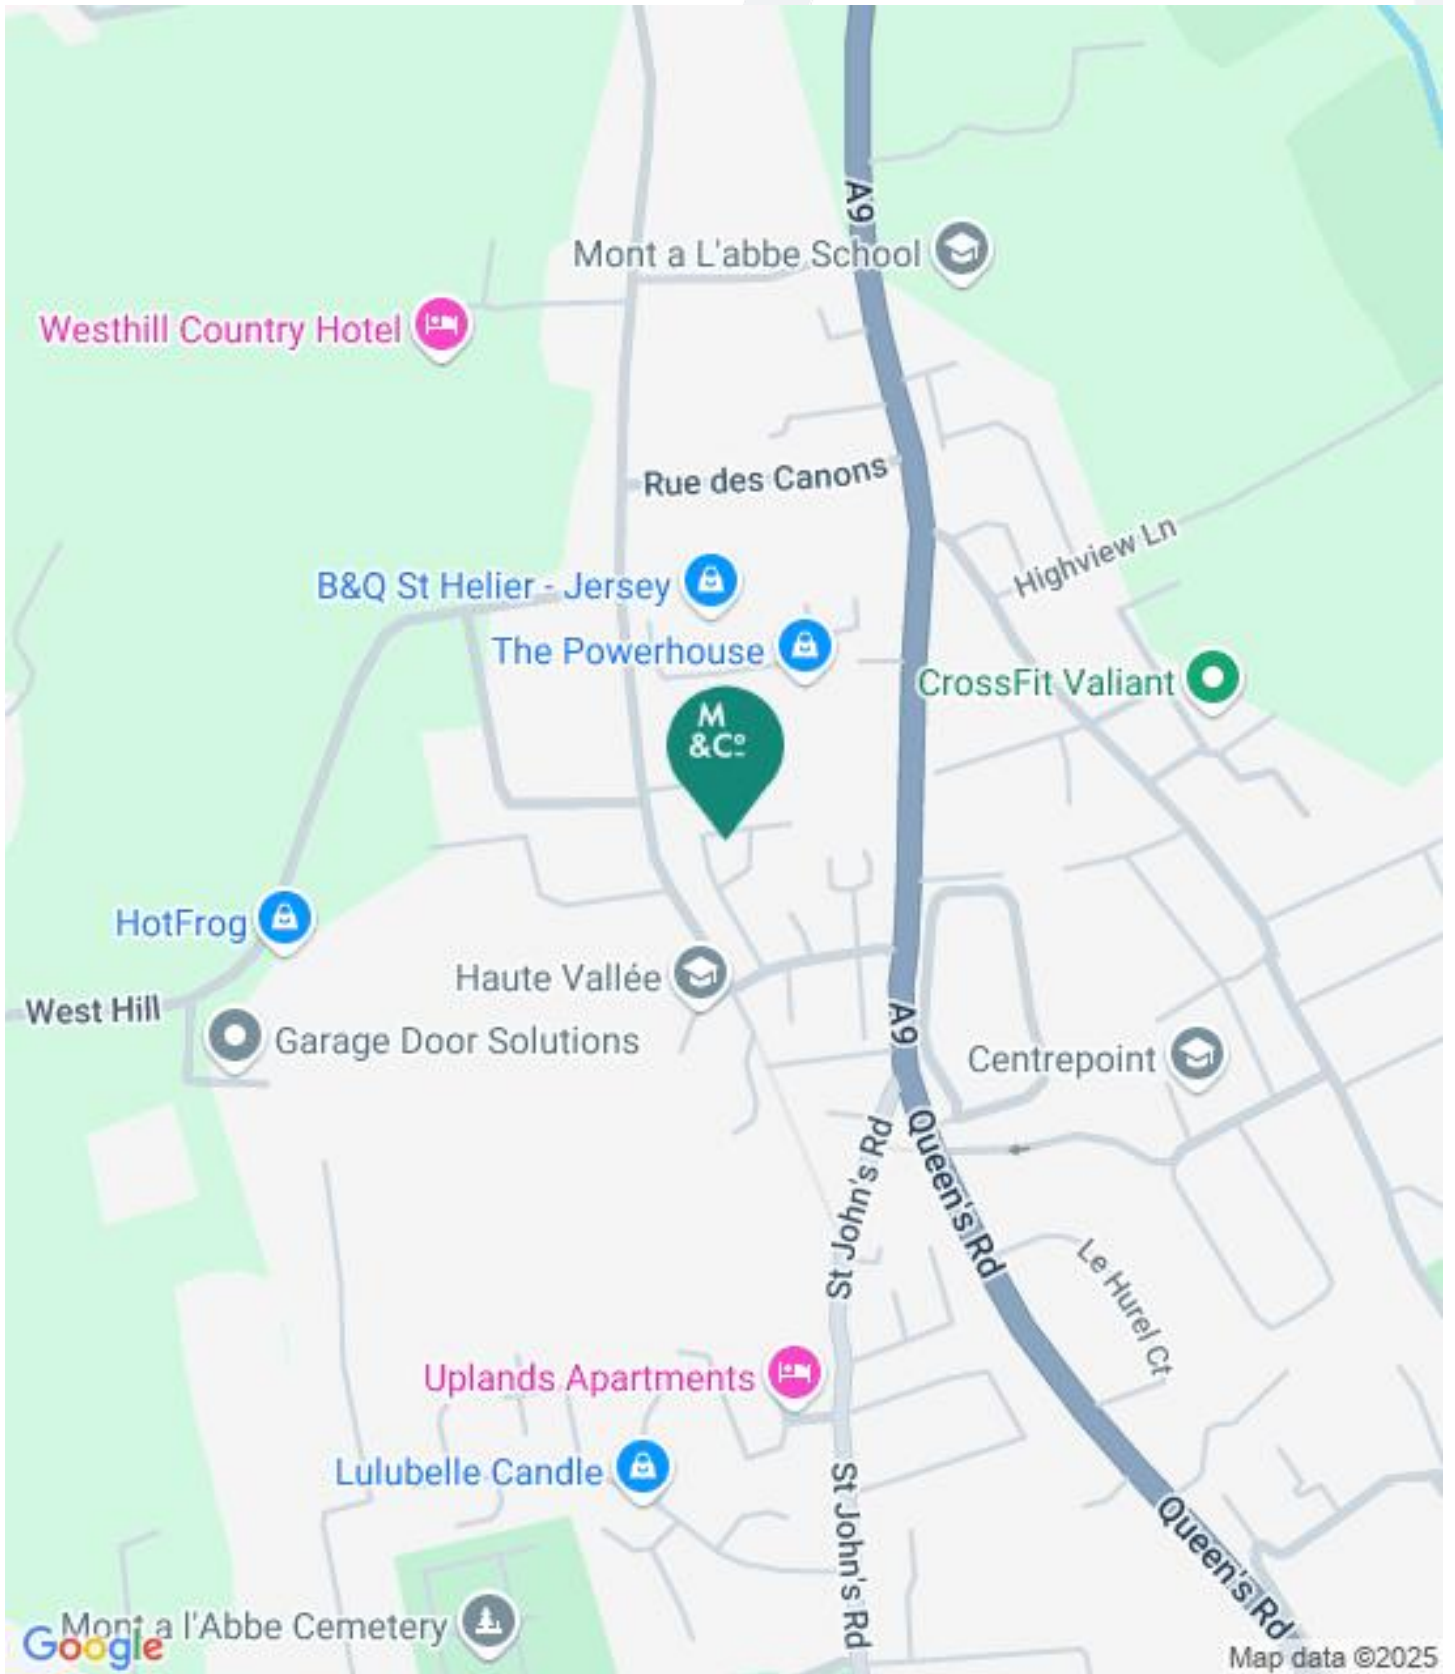 A9
Mont a L'abbe School
Westhill Country Hotel
Rue des Canons
Highview Ln
B&Q St Helier - Jersey
The Powerhouse
CrossFit Valiant
M
&Cº
HotFrog
Haute Vallée
West Hill
Garage Door Solutions
A9
Centrepoint
St John's Rd
Queen's Rd
Le Hurel Ct
Uplands Apartments
Lulubelle Candle
St John's Rd
Queen's Rd
Mont a l'Abbe Cemetery
Google
Map data ©2025